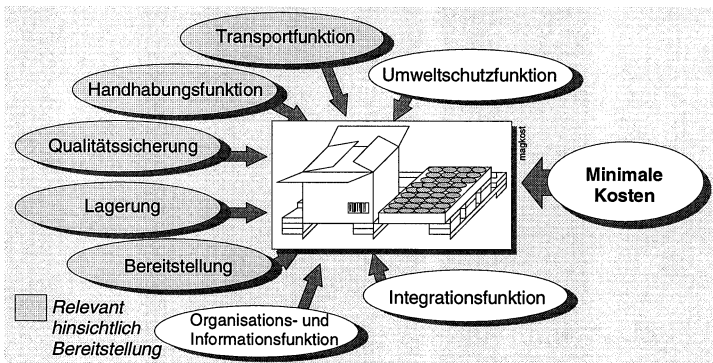 Transportfunktion
Umweltschutzfunktion
Handhabungsfunktion
Qualitätssicherung
magkost
Minimale
Kosten
Lagerung
Bereitstellung
Integrationsfunktion
Relevant
hinsichtlich
Bereitstellung
Organisations- und
Informationsfunktion